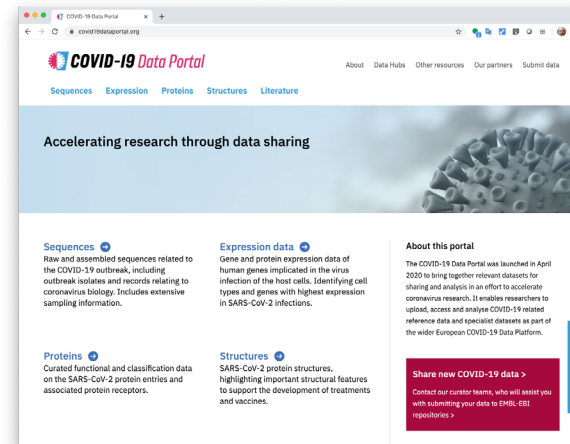 COVID-19 Data Portal
covid19dataportal.org
COVID-19 Data Portal
About Data Hubs Other resources Our partners Submit data
Sequences Expression Proteins Structures Literature
Accelerating research through data sharing
Sequences
Raw and assembled sequences related
to the COVID-19 outbreak, including
outbreak isolates and records relating to
coronavirus biology. Includes extensive
sampling information.
Expression data
Gene and protein expression data of
human genes implicated in the virus
infection of the host cells. Identifying cell
types and genes with highest expression
in SARS-CoV-2 infections.
Proteins
Curated functional and classification data
on the SARS-CoV-2 protein entries and
associated protein receptors.
Structures
SARS-CoV-2 protein structures,
highlighting important structural features
to support the development of treatments
and vaccines.
About this portal
The COVID-19 Data Portal was launched in April
2020 to bring together relevant datasets for
sharing and analysis in an effort to accelerate
coronavirus research. It enables researchers to
upload, access and analyse COVID-19 related
reference data and specialist datasets as part of
the wider European COVID-19 Data Platform.
Share new COVID-19 data >
Contact our curator teams, who will assist you
with submitting your data to EMBL-EBI
repositories >